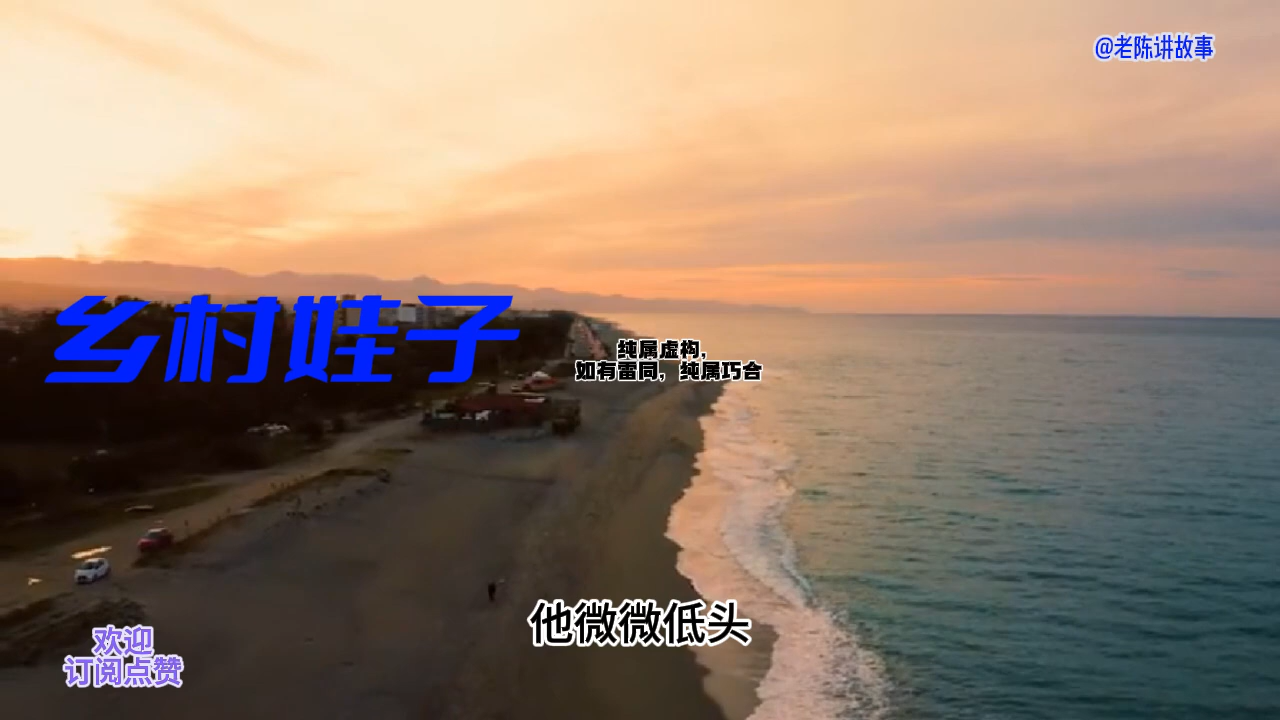 @老陈讲故事
乡村娃子
纯属虚构，
如有雷同，纯属巧合
他微微低头
欢迎
订阅点赞